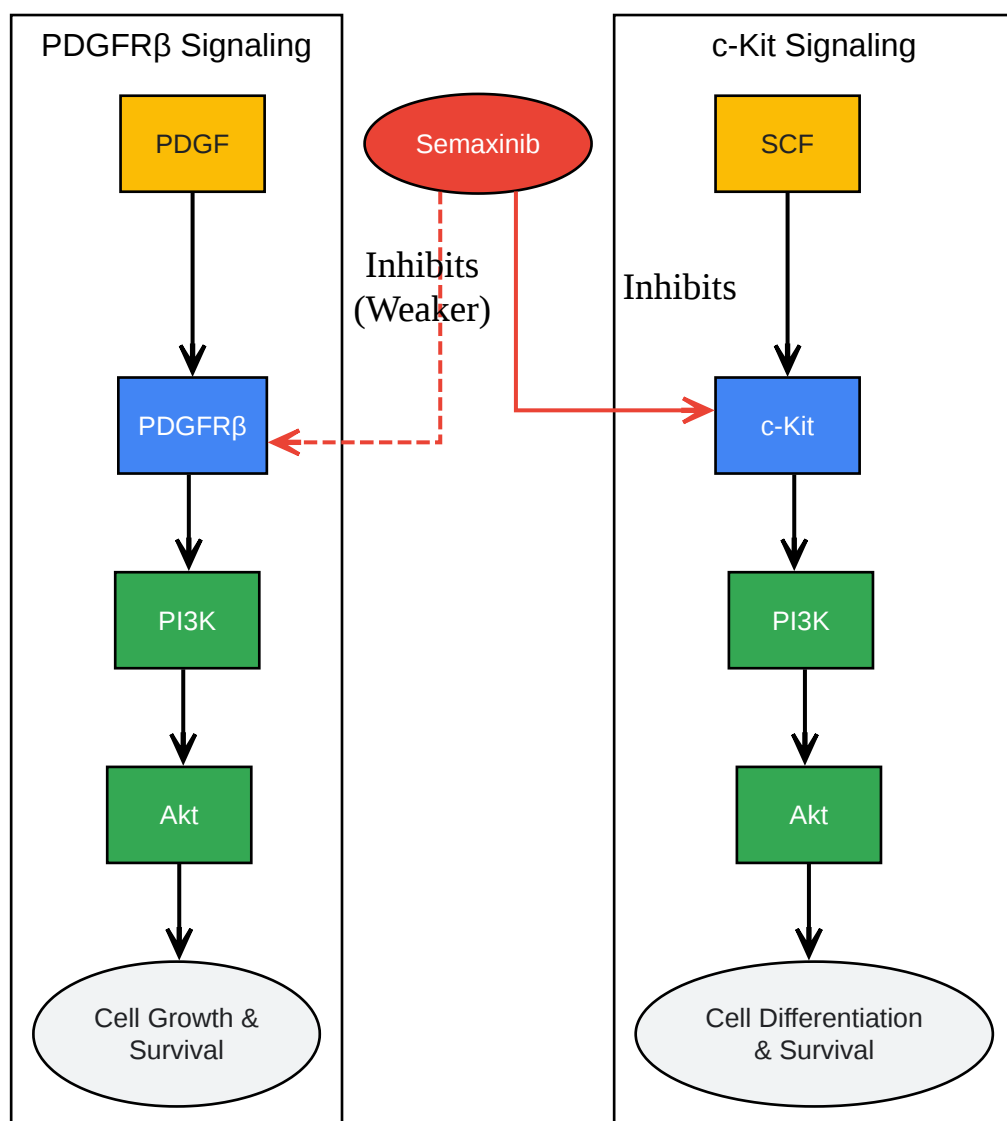 PDGFRβ Signaling
PDGF
PDGFRβ
PI3K
Akt
Cell Growth &
Survival
Semaxinib
Inhibits
(Weaker)
Inhibits
c-Kit Signaling
SCF
c-Kit
PI3K
Akt
Cell Differentiation
& Survival